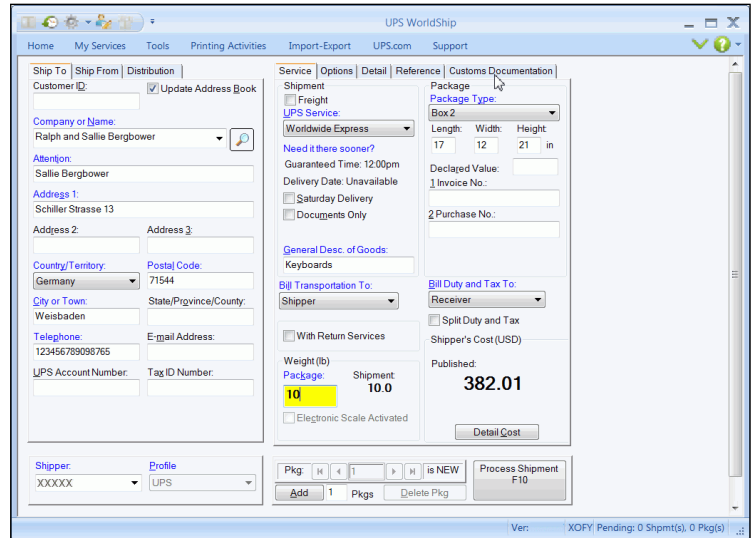 UPS WorldShip
Home My Services Tools Printing Activities Import-Export UPS.com Support
Ship To Ship From Distribution
Customer ID:
Update Address Book
Company or Name:
Ralph and Sallie Bergbower
Attention:
Sallie Bergbower
Address 1:
Schiller Strasse 13
Address 2: Address 3:
Country/Territory: Postal Code:
Germany 71544
City or Town: State/Province/County:
Weisbaden
Telephone: E-mail Address:
123456789098765
UPS Account Number: Tax ID Number:
Shipper: Profile
XXXXX UPS
Service Options Detail Reference Customs Documentation
Shipment
Freight
UPS Service:
Worldwide Express
Need it there sooner?
Guaranteed Time: 12:00pm
Delivery Date: Unavailable
Saturday Delivery
Documents Only
General Desc. of Goods:
Keyboards
Bill Transportation To:
Shipper
With Return Services
Weight (lb)
Package: Shipment:
10 10.0
Electronic Scale Activated
Package
Package Type:
Box 2
Length: Width: Height:
17 12 21 in
Declared Value:
1 Invoice No.:
2 Purchase No.:
Bill Duty and Tax To:
Receiver
Split Duty and Tax
Shipper's Cost (USD)
Published:
382.01
Detail Cost
Pkg: 1 is NEW
Add 1 Pkgs Delete Pkg
Process Shipment
F10
Ver: XOFY Pending: 0 Shpmt(s), 0 Pkg(s)